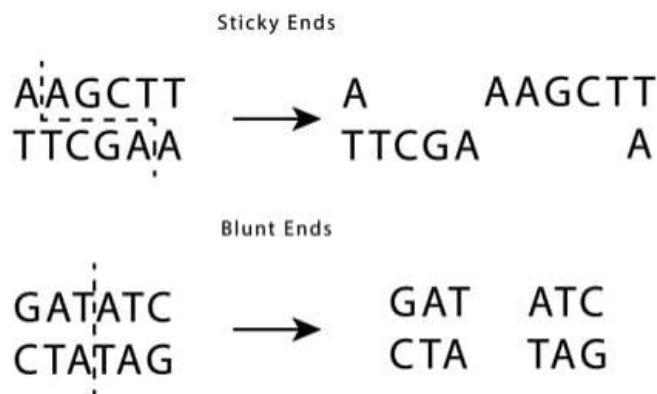 Sticky Ends
AAGCTT A AAGCTT
TTCGAA TTCGA A
Blunt Ends
GATATC GAT ATC
CTATAG CTA TAG